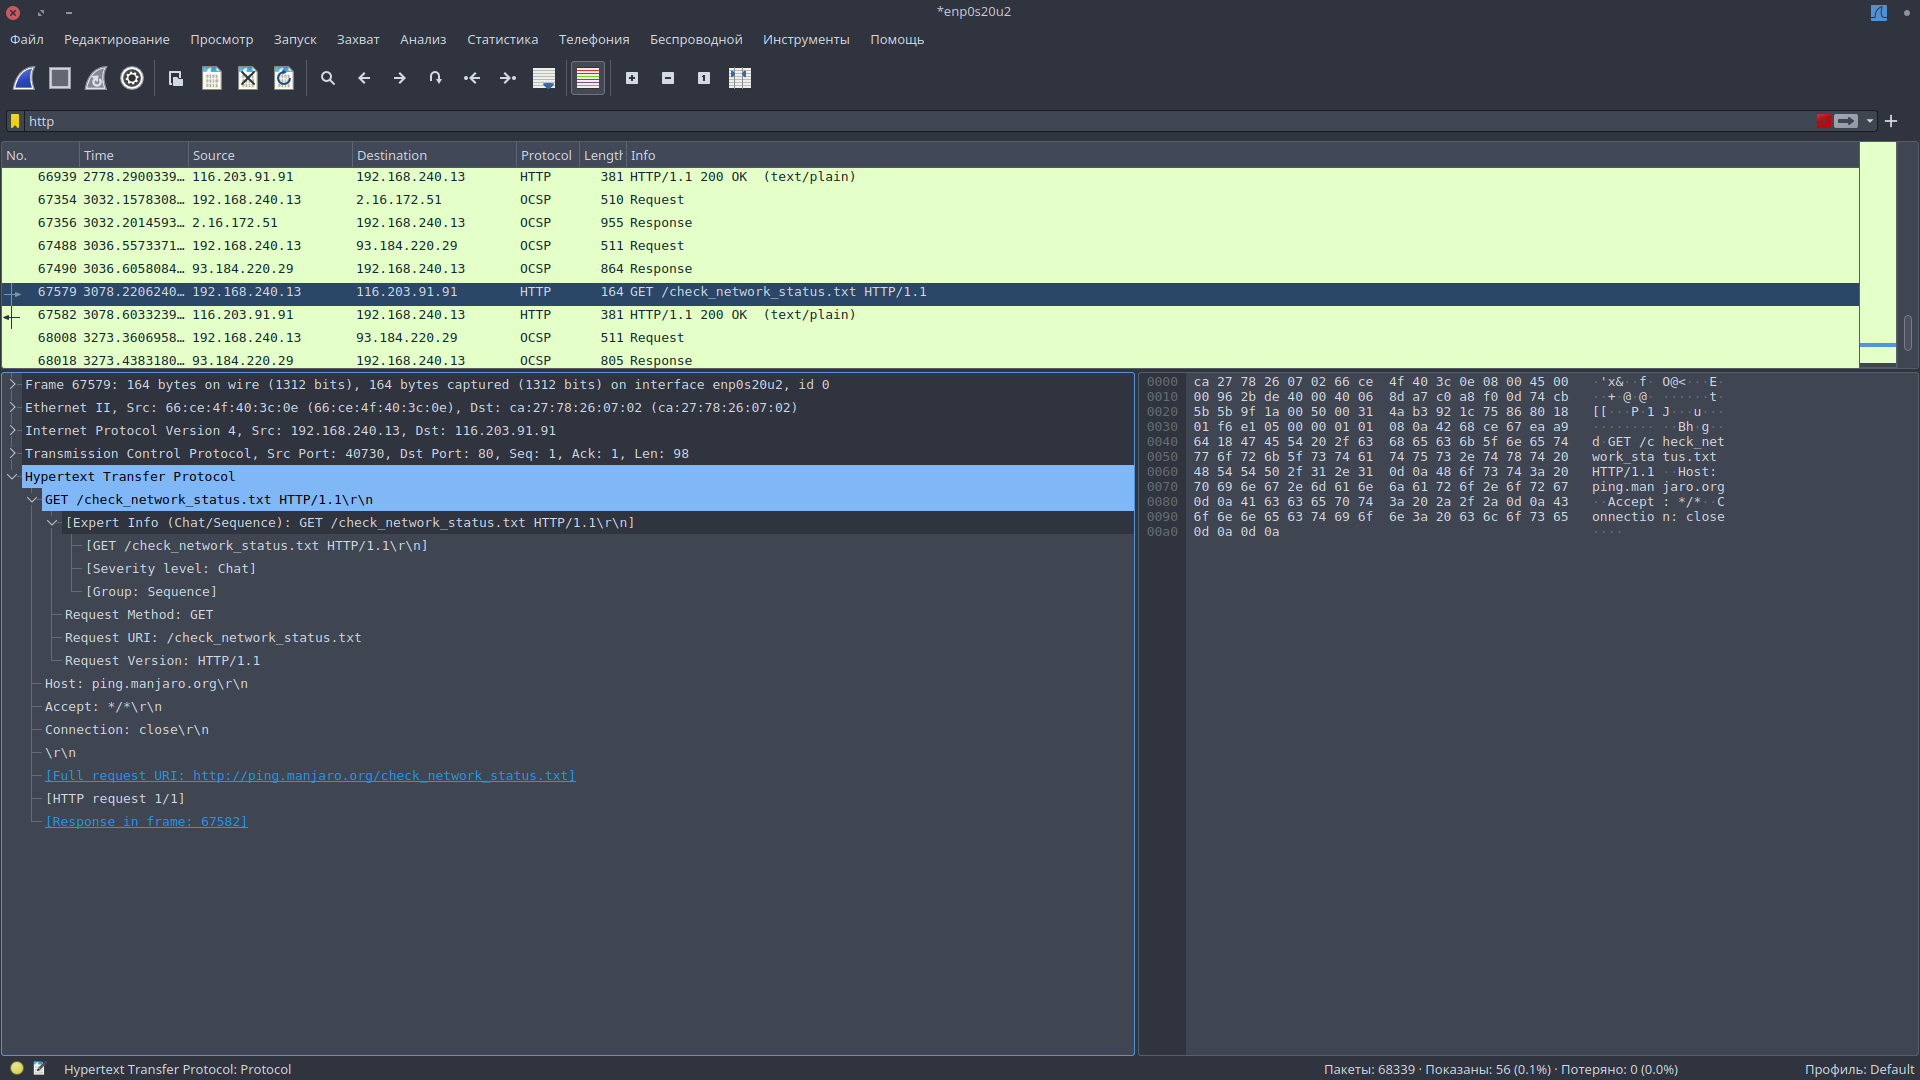 *enp0s20u2
Файл Редактирование Просмотр Запуск Захват Анализ Статистика Телефония Беспроводной Инструменты Помощь
http
No. Time Source Destination Protocol Length Info
66939 2778.2900339… 116.203.91.91 192.168.240.13 HTTP 381 HTTP/1.1 200 OK (text/plain)
67354 3032.1578308… 192.168.240.13 2.16.172.51 OCSP 510 Request
67356 3032.2014593… 2.16.172.51 192.168.240.13 OCSP 955 Response
67488 3036.5573371… 192.168.240.13 93.184.220.29 OCSP 511 Request
67490 3036.6058084… 93.184.220.29 192.168.240.13 OCSP 864 Response
67579 3078.2206240… 192.168.240.13 116.203.91.91 HTTP 164 GET /check_network_status.txt HTTP/1.1
67582 3078.6033239… 116.203.91.91 192.168.240.13 HTTP 381 HTTP/1.1 200 OK (text/plain)
68008 3273.3606958… 192.168.240.13 93.184.220.29 OCSP 511 Request
68018 3273.4383180… 93.184.220.29 192.168.240.13 OCSP 805 Response
Frame 67579: 164 bytes on wire (1312 bits), 164 bytes captured (1312 bits) on interface enp0s20u2, id 0
Ethernet II, Src: 66:ce:4f:40:3c:0e (66:ce:4f:40:3c:0e), Dst: ca:27:78:26:07:02 (ca:27:78:26:07:02)
Internet Protocol Version 4, Src: 192.168.240.13, Dst: 116.203.91.91
Transmission Control Protocol, Src Port: 40730, Dst Port: 80, Seq: 1, Ack: 1, Len: 98
Hypertext Transfer Protocol
GET /check_network_status.txt HTTP/1.1\r\n
[Expert Info (Chat/Sequence): GET /check_network_status.txt HTTP/1.1\r\n]
[GET /check_network_status.txt HTTP/1.1\r\n]
[Severity level: Chat]
[Group: Sequence]
Request Method: GET
Request URI: /check_network_status.txt
Request Version: HTTP/1.1
Host: ping.manjaro.org\r\n
Accept: */*\r\n
Connection: close\r\n
\r\n
[Full request URI: http://ping.manjaro.org/check_network_status.txt]
[HTTP request 1/1]
[Response in frame: 67582]
0000 ca 27 78 26 07 02 66 ce 4f 40 3c 0e 08 00 45 00 ·'x&··f· O@<···E·
0010 00 96 2b de 40 00 40 06 8d a7 c0 a8 f0 0d 74 cb ··+·@·@· ······t·
0020 5b 5b 9f 1a 00 50 00 31 4a b3 92 1c 75 86 80 18 [[···P·1 J···u···
0030 01 f6 e1 05 00 00 01 01 08 0a 42 68 ce 67 ea a9 ········ ··Bh·g··
0040 64 18 47 45 54 20 2f 63 68 65 63 6b 5f 6e 65 74 d·GET /c heck_net
0050 77 6f 72 6b 5f 73 74 61 74 75 73 2e 74 78 74 20 work_sta tus.txt
0060 48 54 54 50 2f 31 2e 31 0d 0a 48 6f 73 74 3a 20 HTTP/1.1 ··Host:
0070 70 69 6e 67 2e 6d 61 6e 6a 61 72 6f 2e 6f 72 67 ping.man jaro.org
0080 0d 0a 41 63 63 65 70 74 3a 20 2a 2f 2a 0d 0a 43 ··Accept : */*··C
0090 6f 6e 6e 65 63 74 69 6f 6e 3a 20 63 6c 6f 73 65 onnectio n: close
00a0 0d 0a 0d 0a ····
Hypertext Transfer Protocol: Protocol
Пакеты: 68339 · Показаны: 56 (0.1%) · Потеряно: 0 (0.0%)
Профиль: Default